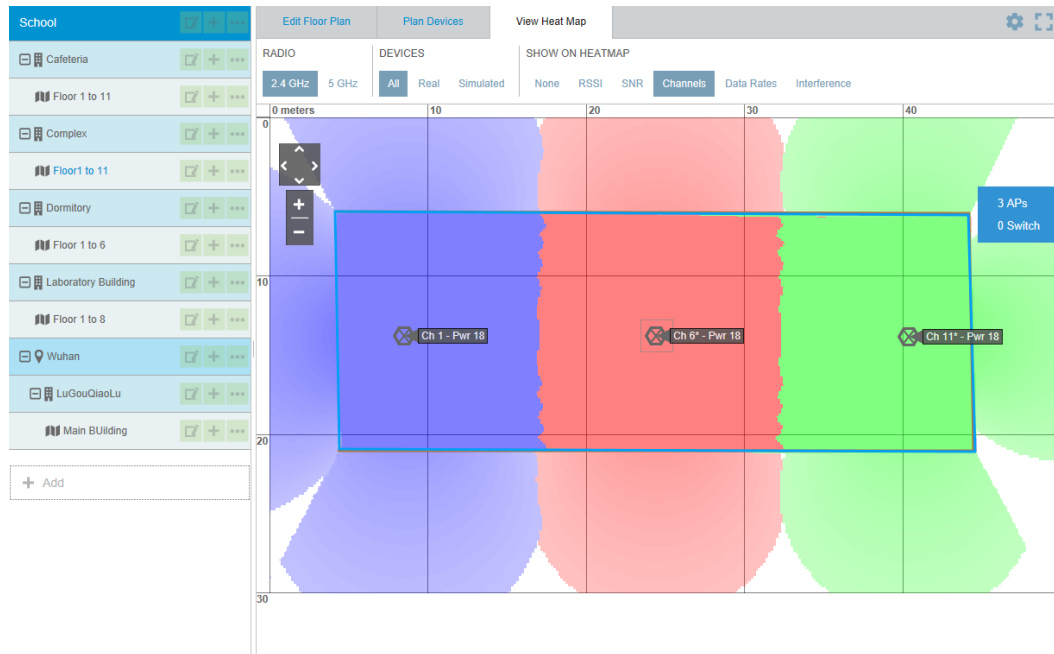 School
Cafeteria
Floor 1 to 11
Complex
Floor1 to 11
Dormitory
Floor 1 to 6
Laboratory Building
Floor 1 to 8
Wuhan
LuGouQiaoLu
Main BUilding
+ Add
Edit Floor Plan Plan Devices View Heat Map
RADIO DEVICES SHOW ON HEATMAP
2.4 GHz 5 GHz All Real Simulated None RSSI SNR Channels Data Rates Interference
0 meters 10 20 30 40
0
3 APs
0 Switch
10
Ch 1 - Pwr 18 Ch 6* - Pwr 18 Ch 11* - Pwr 18
20
30